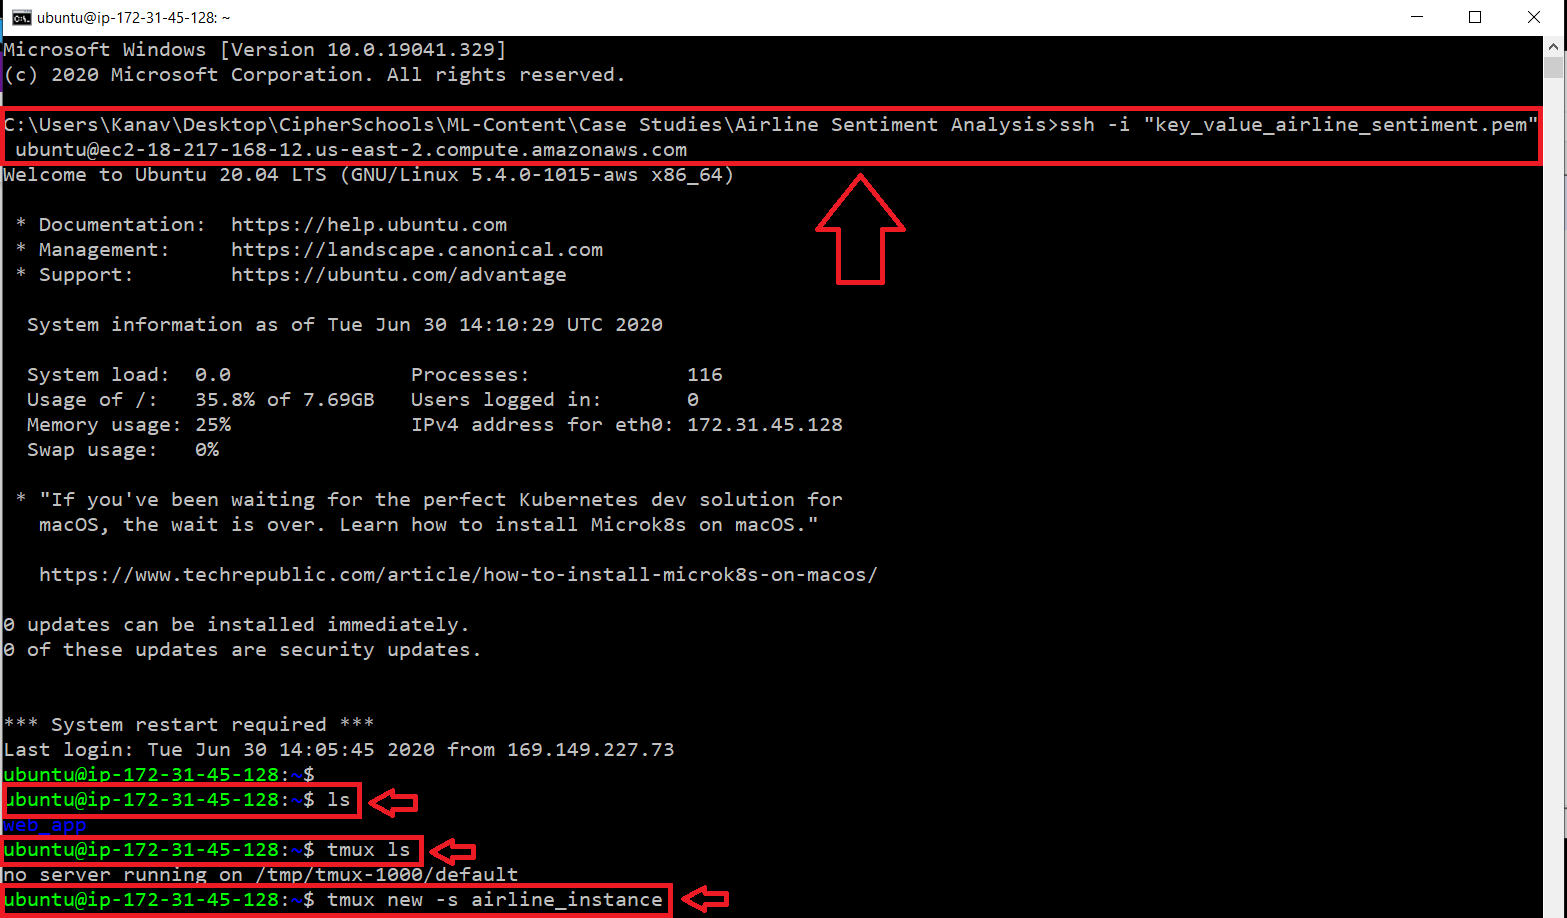 ubuntu@ip-172-31-45-128: ~
Microsoft Windows [Version 10.0.19041.329]
(c) 2020 Microsoft Corporation. All rights reserved.
C:\Users\Kanav\Desktop\CipherSchools\ML-Content\Case Studies\Airline Sentiment Analysis>ssh -i "key_value_airline_sentiment.pem"
ubuntu@ec2-18-217-168-12.us-east-2.compute.amazonaws.com
Welcome to Ubuntu 20.04 LTS (GNU/Linux 5.4.0-1015-aws x86_64)
* Documentation:  https://help.ubuntu.com
* Management:     https://landscape.canonical.com
* Support:        https://ubuntu.com/advantage
System information as of Tue Jun 30 14:10:29 UTC 2020
System load:  0.0               Processes:             116
Usage of /:   35.8% of 7.69GB   Users logged in:       0
Memory usage: 25%               IPv4 address for eth0: 172.31.45.128
Swap usage:   0%
* "If you've been waiting for the perfect Kubernetes dev solution for
macOS, the wait is over. Learn how to install Microk8s on macOS."
https://www.techrepublic.com/article/how-to-install-microk8s-on-macos/
0 updates can be installed immediately.
0 of these updates are security updates.
*** System restart required ***
Last login: Tue Jun 30 14:05:45 2020 from 169.149.227.73
ubuntu@ip-172-31-45-128:~$
ubuntu@ip-172-31-45-128:~$ ls
web_app
ubuntu@ip-172-31-45-128:~$ tmux ls
no server running on /tmp/tmux-1000/default
ubuntu@ip-172-31-45-128:~$ tmux new -s airline_instance